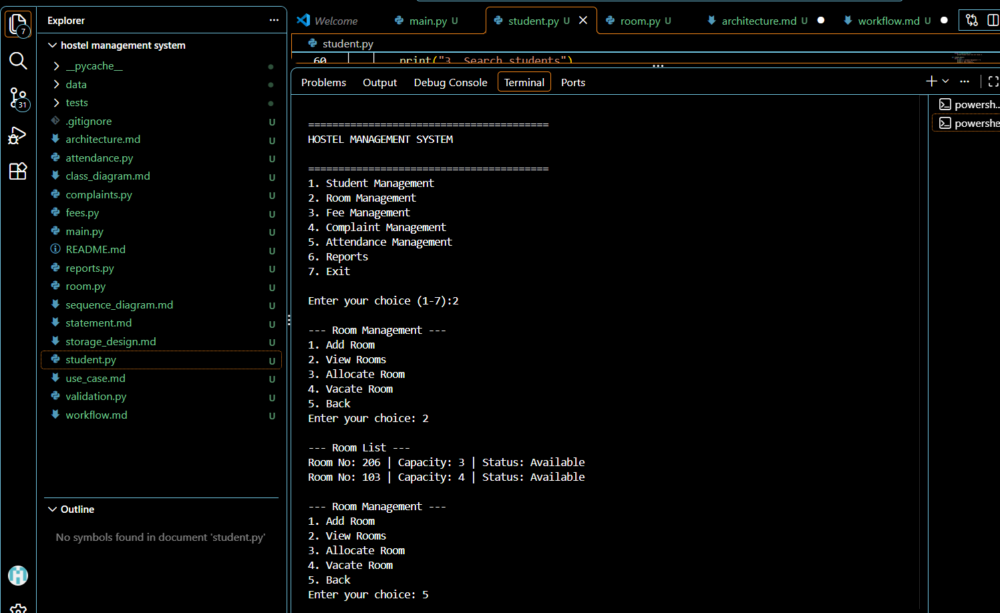 7
31
Explorer
hostel management system
__pycache__
data
tests
.gitignore U
architecture.md U
attendance.py U
class_diagram.md U
complaints.py U
fees.py U
main.py U
README.md U
reports.py U
room.py U
sequence_diagram.md U
statement.md U
storage_design.md U
student.py U
use_case.md U
validation.py U
workflow.md U
Outline
No symbols found in document 'student.py'
Welcome main.py U student.py U room.py U architecture.md U workflow.md U
student.py
60 print("3. Search students")
Problems Output Debug Console Terminal Ports
========================================
HOSTEL MANAGEMENT SYSTEM
========================================
1. Student Management
2. Room Management
3. Fee Management
4. Complaint Management
5. Attendance Management
6. Reports
7. Exit
Enter your choice (1-7):2
--- Room Management ---
1. Add Room
2. View Rooms
3. Allocate Room
4. Vacate Room
5. Back
Enter your choice: 2
--- Room List ---
Room No: 206 | Capacity: 3 | Status: Available
Room No: 103 | Capacity: 4 | Status: Available
--- Room Management ---
1. Add Room
2. View Rooms
3. Allocate Room
4. Vacate Room
5. Back
Enter your choice: 5
powersh...
powershe